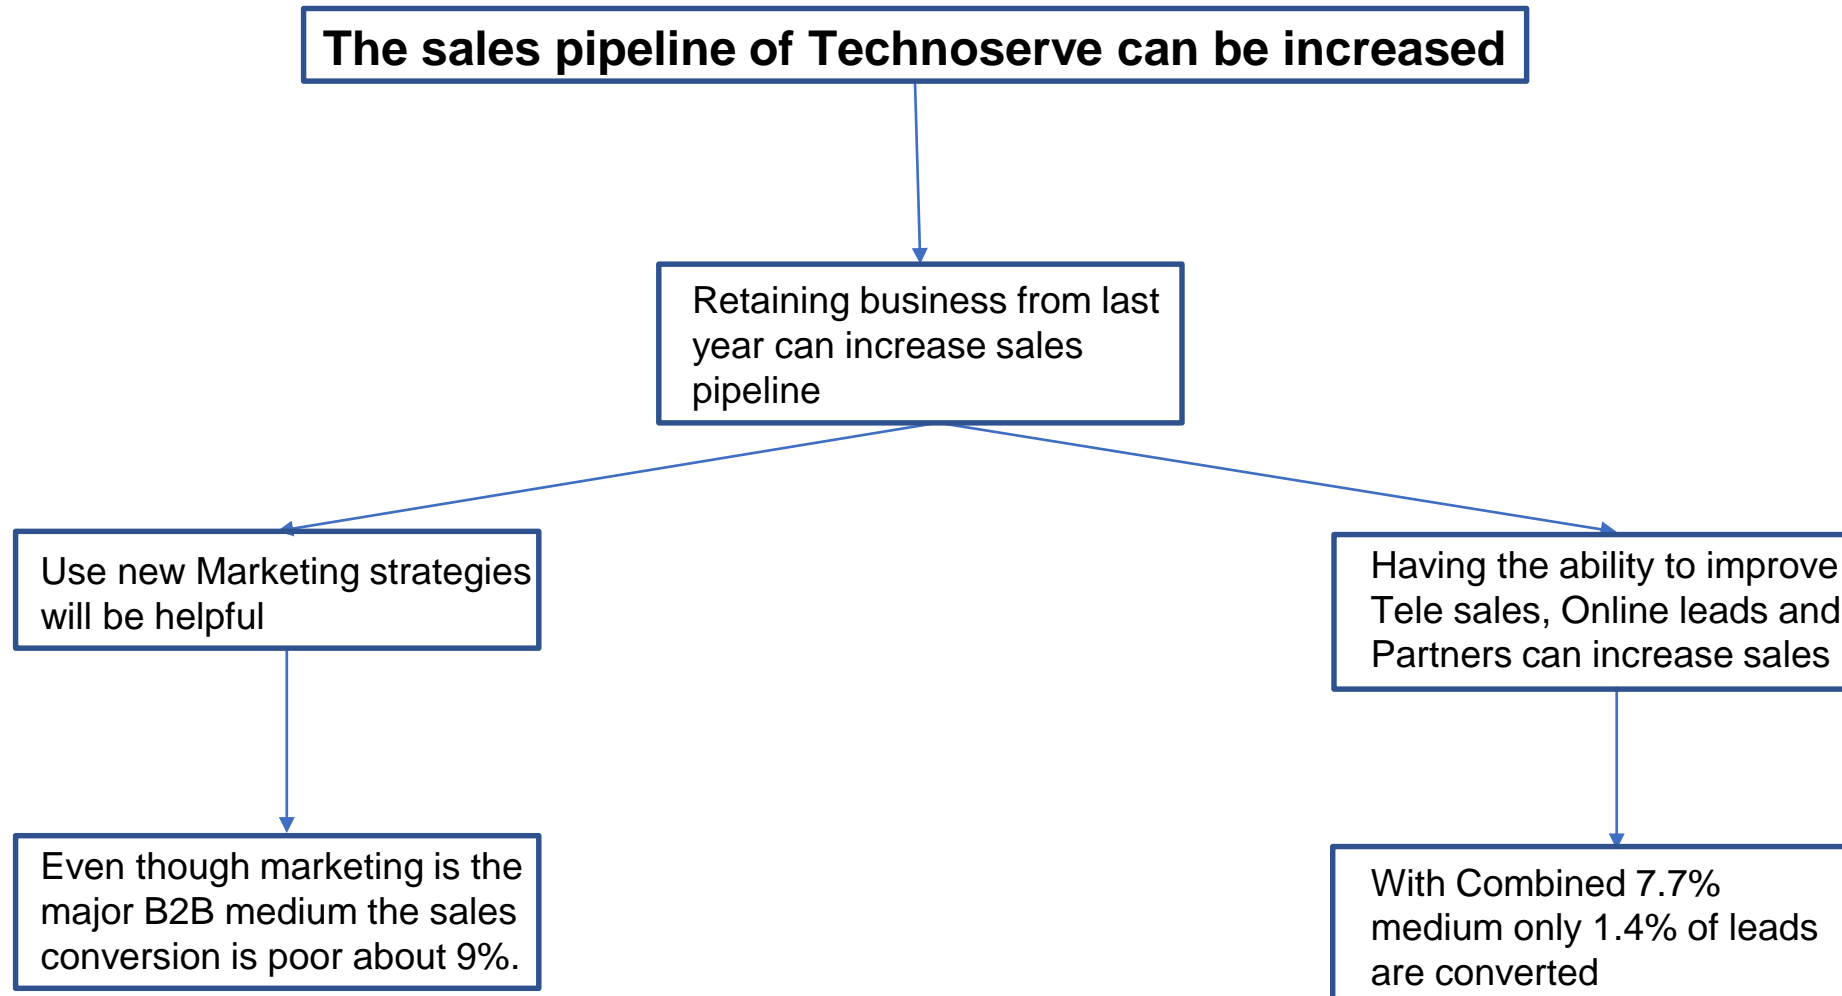 The sales pipeline of Technoserve can be increased
Retaining business from last
year can increase sales
pipeline
Use new Marketing strategies
will be helpful
Having the ability to improve
Tele sales, Online leads and
Partners can increase sales
Even though marketing is the
major B2B medium the sales
conversion is poor about 9%.
With Combined 7.7%
medium only 1.4% of leads
are converted